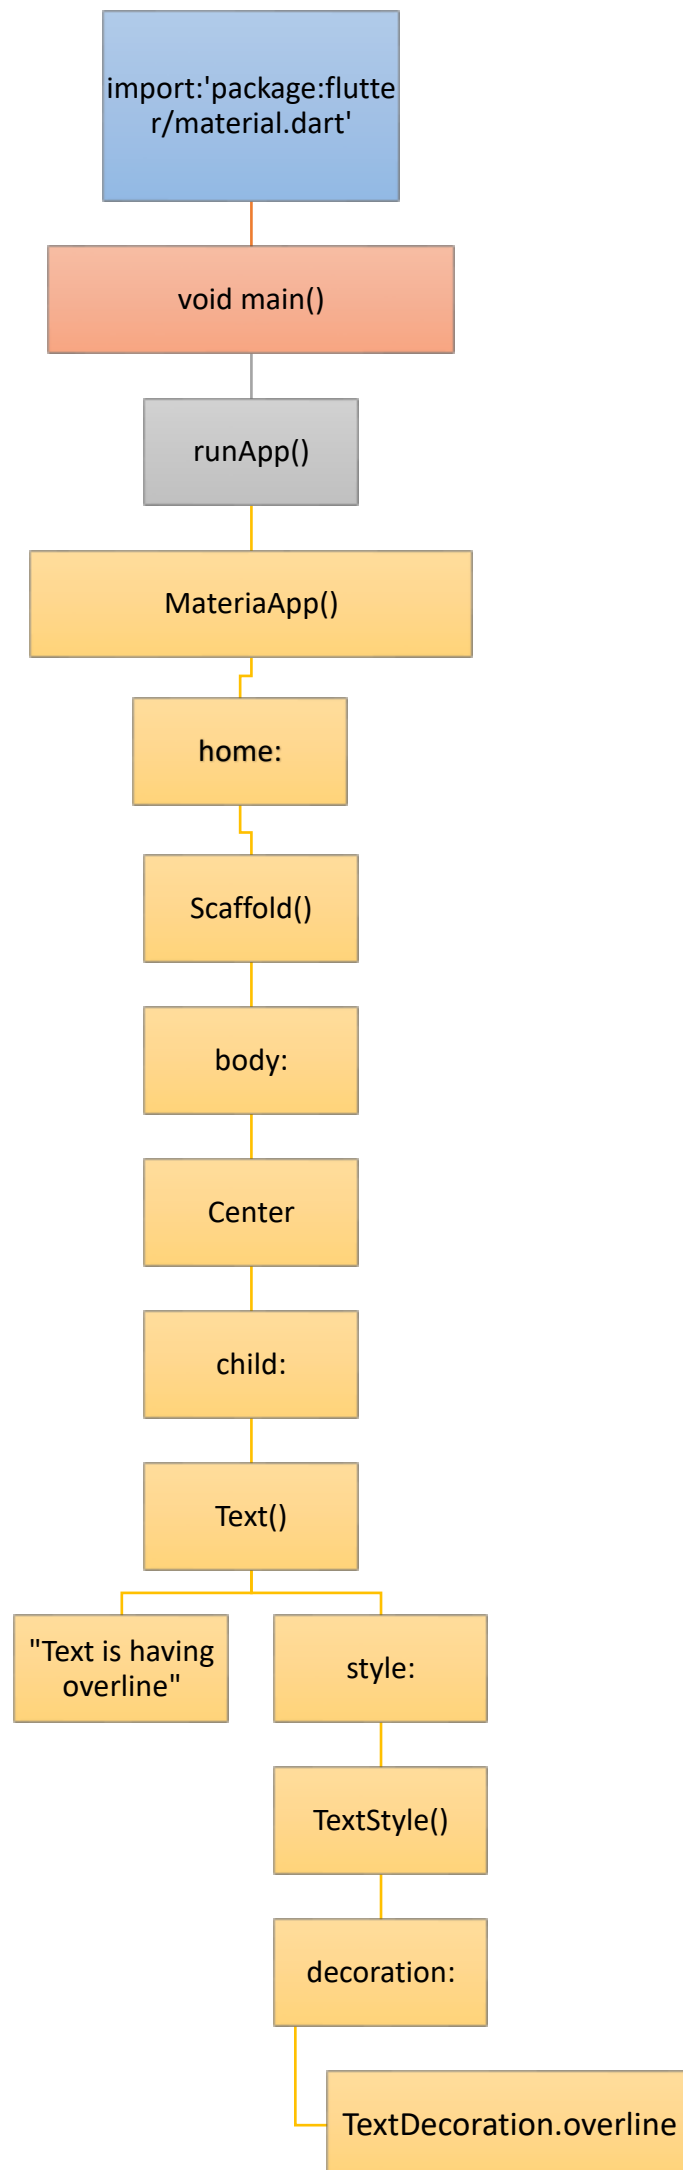 import:'package:flutte
r/material.dart'
void main()
runApp()
MateriaApp()
home:
Scaffold()
body:
Center
child:
Text()
"Text is having
overline"
style:
TextStyle()
decoration:
TextDecoration.overline